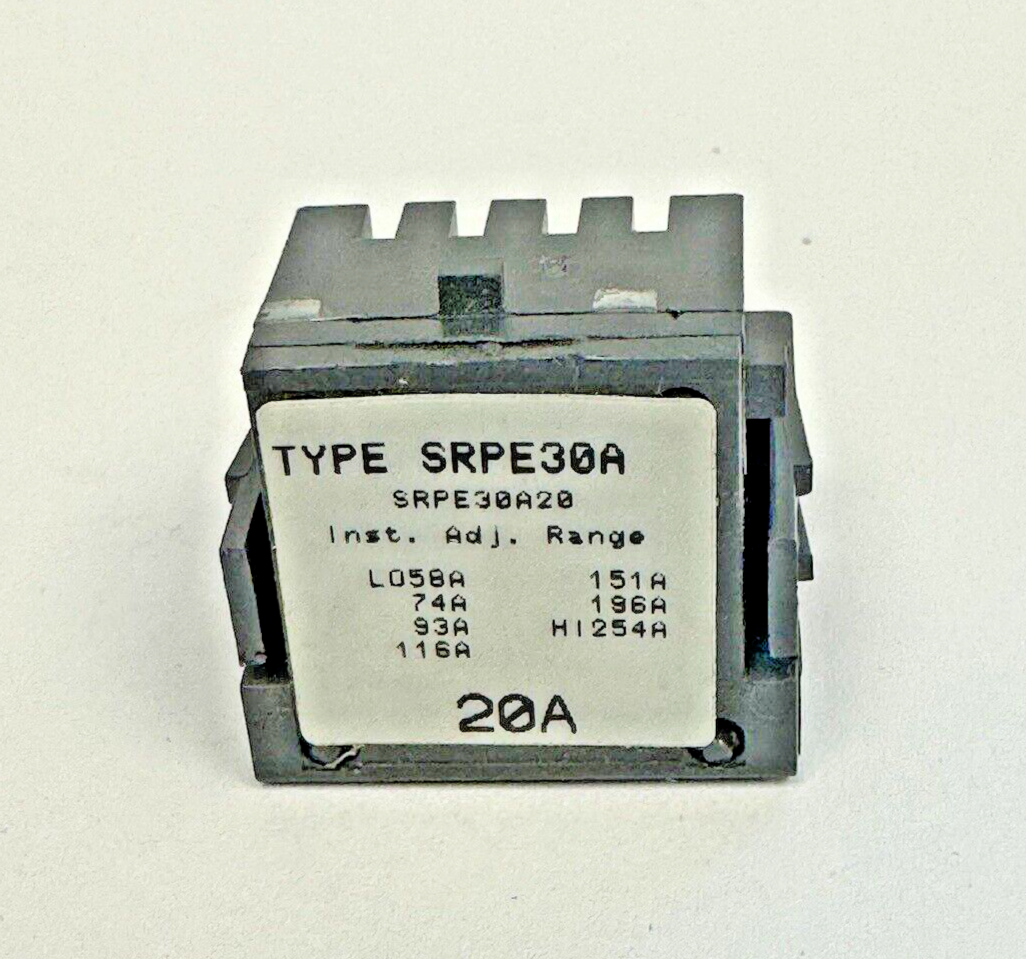 TYPE SRPE30A
SRPE30A20
Inst. Adj. Range
LO58A 151A
74A 196A
93A HI254A
116A
20A